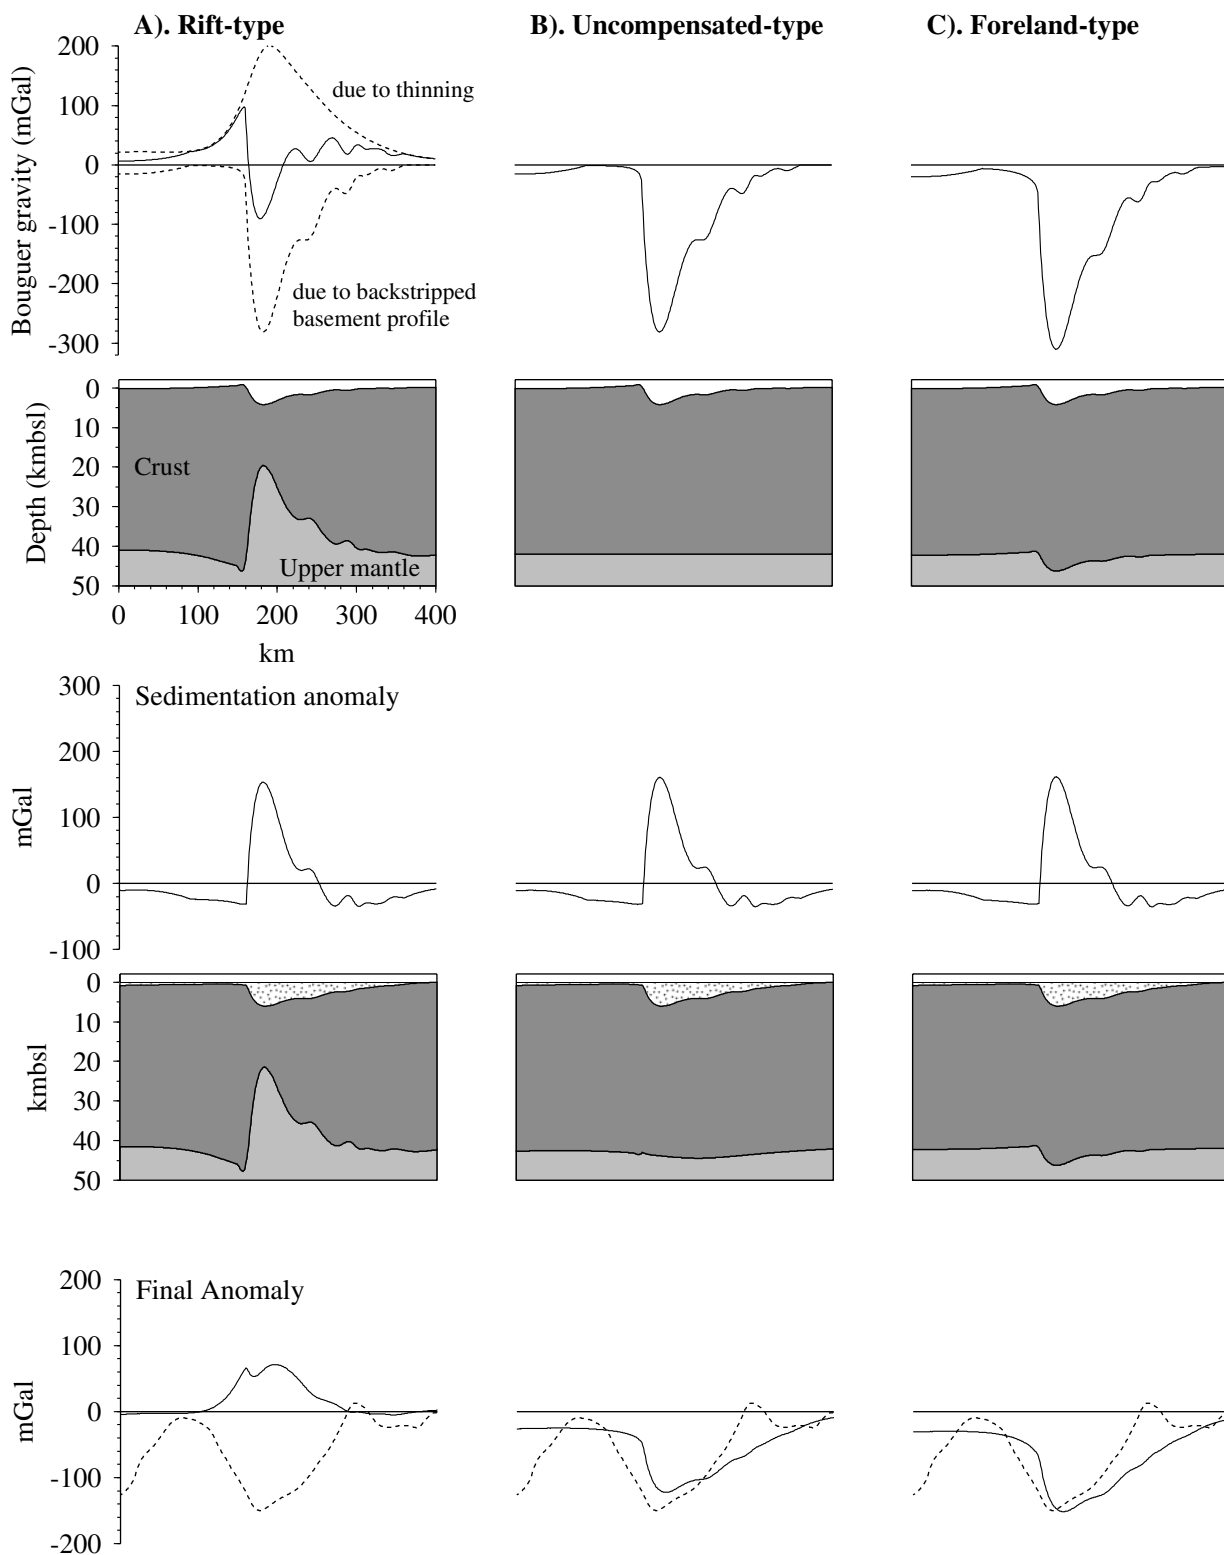 A). Rift-type
B). Uncompensated-type
C). Foreland-type
Bouguer gravity (mGal)
200
100
0
-100
-200
-300
due to thinning
due to backstripped
basement profile
Depth (kmbsl)
0
10
20
30
40
50
Crust
Upper mantle
0
100
200
300
400
km
Sedimentation anomaly
mGal
300
200
100
0
-100
kmbsl
0
10
20
30
40
50
Final Anomaly
mGal
200
100
0
-100
-200